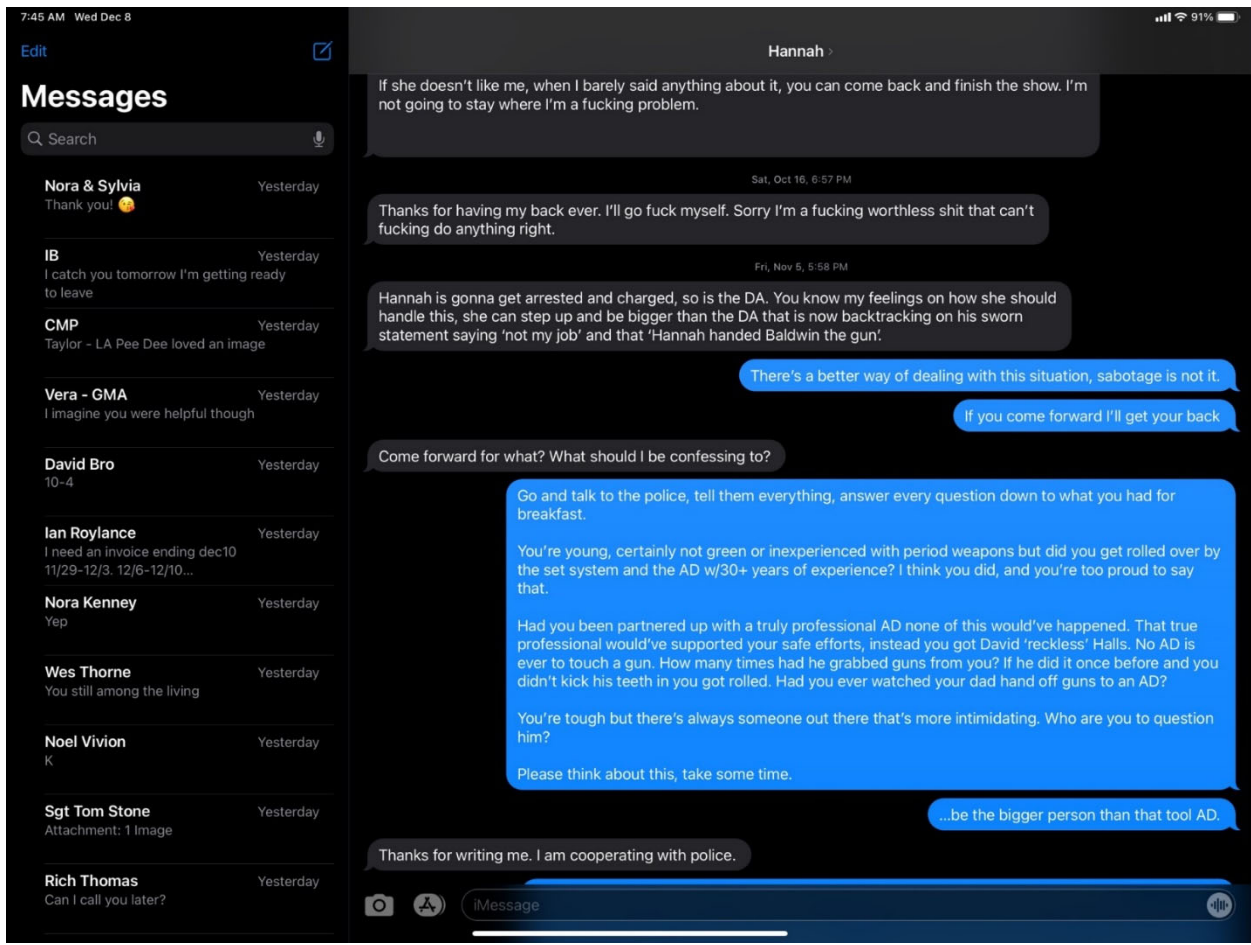 7:45 AM Wed Dec 8
91%
Edit
Messages
Search
Nora & Sylvia
Yesterday
Thank you! 😘
IB
Yesterday
I catch you tomorrow I'm getting ready
to leave
CMP
Yesterday
Taylor - LA Pee Dee loved an image
Vera - GMA
Yesterday
I imagine you were helpful though
David Bro
Yesterday
10-4
Ian Roylance
Yesterday
I need an invoice ending dec10
11/29-12/3. 12/6-12/10...
Nora Kenney
Yesterday
Yep
Wes Thorne
Yesterday
You still among the living
Noel Vivion
Yesterday
K
Sgt Tom Stone
Yesterday
Attachment: 1 Image
Rich Thomas
Yesterday
Can I call you later?
Hannah
If she doesn't like me, when I barely said anything about it, you can come back and finish the show. I'm
not going to stay where I'm a fucking problem.
Sat, Oct 16, 6:57 PM
Thanks for having my back ever. I'll go fuck myself. Sorry I'm a fucking worthless shit that can't
fucking do anything right.
Fri, Nov 5, 5:58 PM
Hannah is gonna get arrested and charged, so is the DA. You know my feelings on how she should
handle this, she can step up and be bigger than the DA that is now backtracking on his sworn
statement saying 'not my job' and that 'Hannah handed Baldwin the gun'.
There's a better way of dealing with this situation, sabotage is not it.
If you come forward I'll get your back
Come forward for what? What should I be confessing to?
Go and talk to the police, tell them everything, answer every question down to what you had for
breakfast.
You're young, certainly not green or inexperienced with period weapons but did you get rolled over by
the set system and the AD w/30+ years of experience? I think you did, and you're too proud to say
that.
Had you been partnered up with a truly professional AD none of this would've happened. That true
professional would've supported your safe efforts, instead you got David 'reckless' Halls. No AD is
ever to touch a gun. How many times had he grabbed guns from you? If he did it once before and you
didn't kick his teeth in you got rolled. Had you ever watched your dad hand off guns to an AD?
You're tough but there's always someone out there that's more intimidating. Who are you to question
him?
Please think about this, take some time.
...be the bigger person than that tool AD.
Thanks for writing me. I am cooperating with police.
iMessage